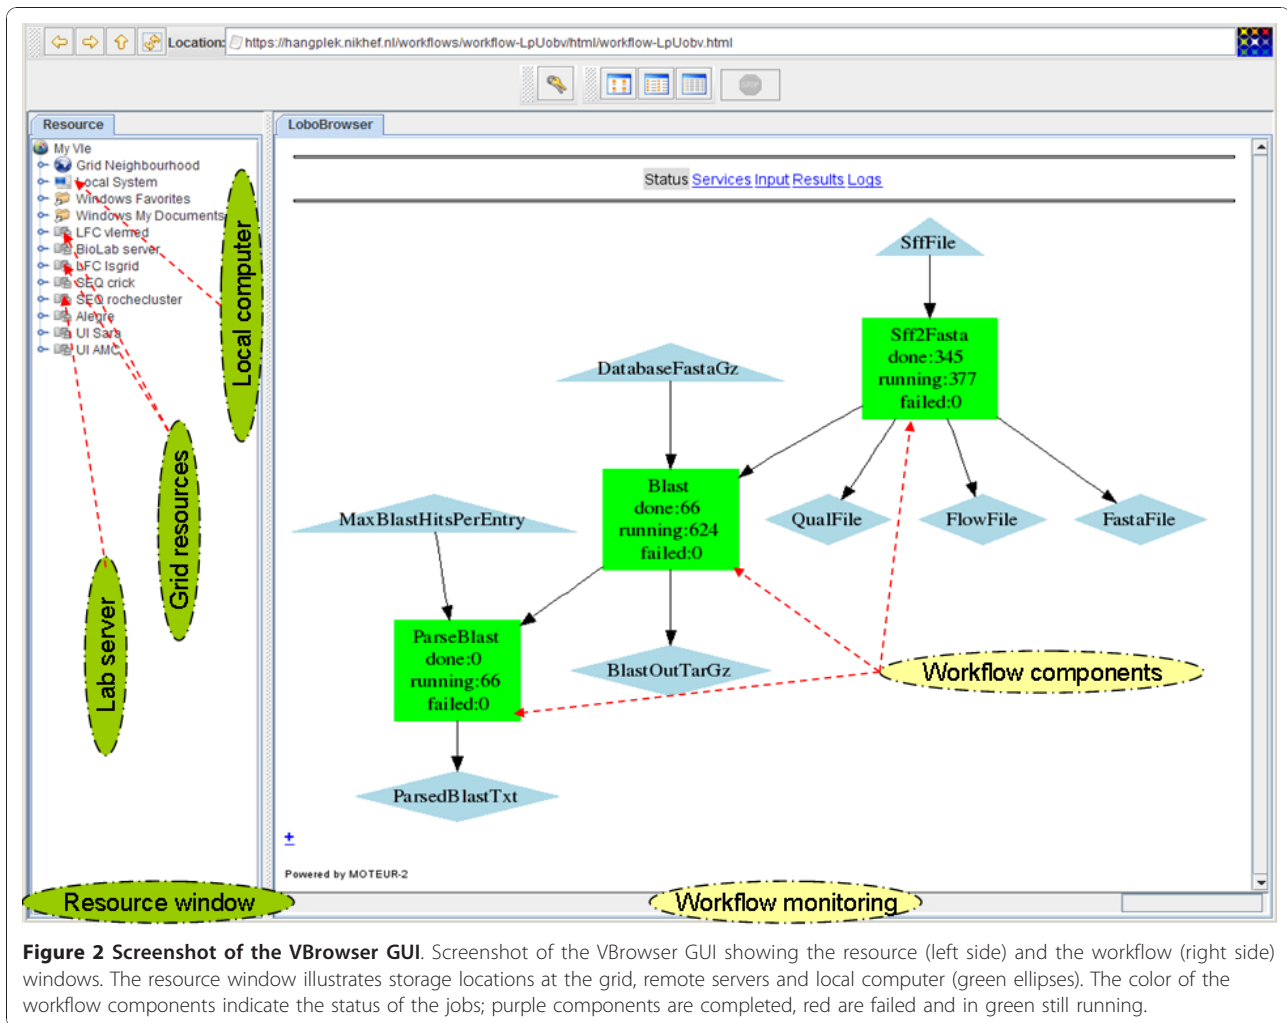 Location: https://hangplek.nikhef.nl/workflows/workflow-LpUobv/html/workflow-LpUobv.html
STOP
Resource
My Vle
Grid Neighbourhood
Local System
Windows Favorites
Windows My Documents
LFC vlemed
BioLab server
LFC lsgrid
SEQ crick
SEQ rochecluster
Alegre
UI Sara
UI AMC
Local computer
Grid resources
Lab server
Resource window
LoboBrowser
Status Services Input Results Logs
SffFile
Sff2Fasta
done:345
running:377
failed:0
DatabaseFastaGz
Blast
done:66
running:624
failed:0
QualFile
FlowFile
FastaFile
MaxBlastHitsPerEntry
ParseBlast
done:0
running:66
failed:0
BlastOutTarGz
Workflow components
ParsedBlastTxt
+
Powered by MOTEUR-2
Workflow monitoring
Figure 2 Screenshot of the VBrowser GUI. Screenshot of the VBrowser GUI showing the resource (left side) and the workflow (right side)
windows. The resource window illustrates storage locations at the grid, remote servers and local computer (green ellipses). The color of the
workflow components indicate the status of the jobs; purple components are completed, red are failed and in green still running.